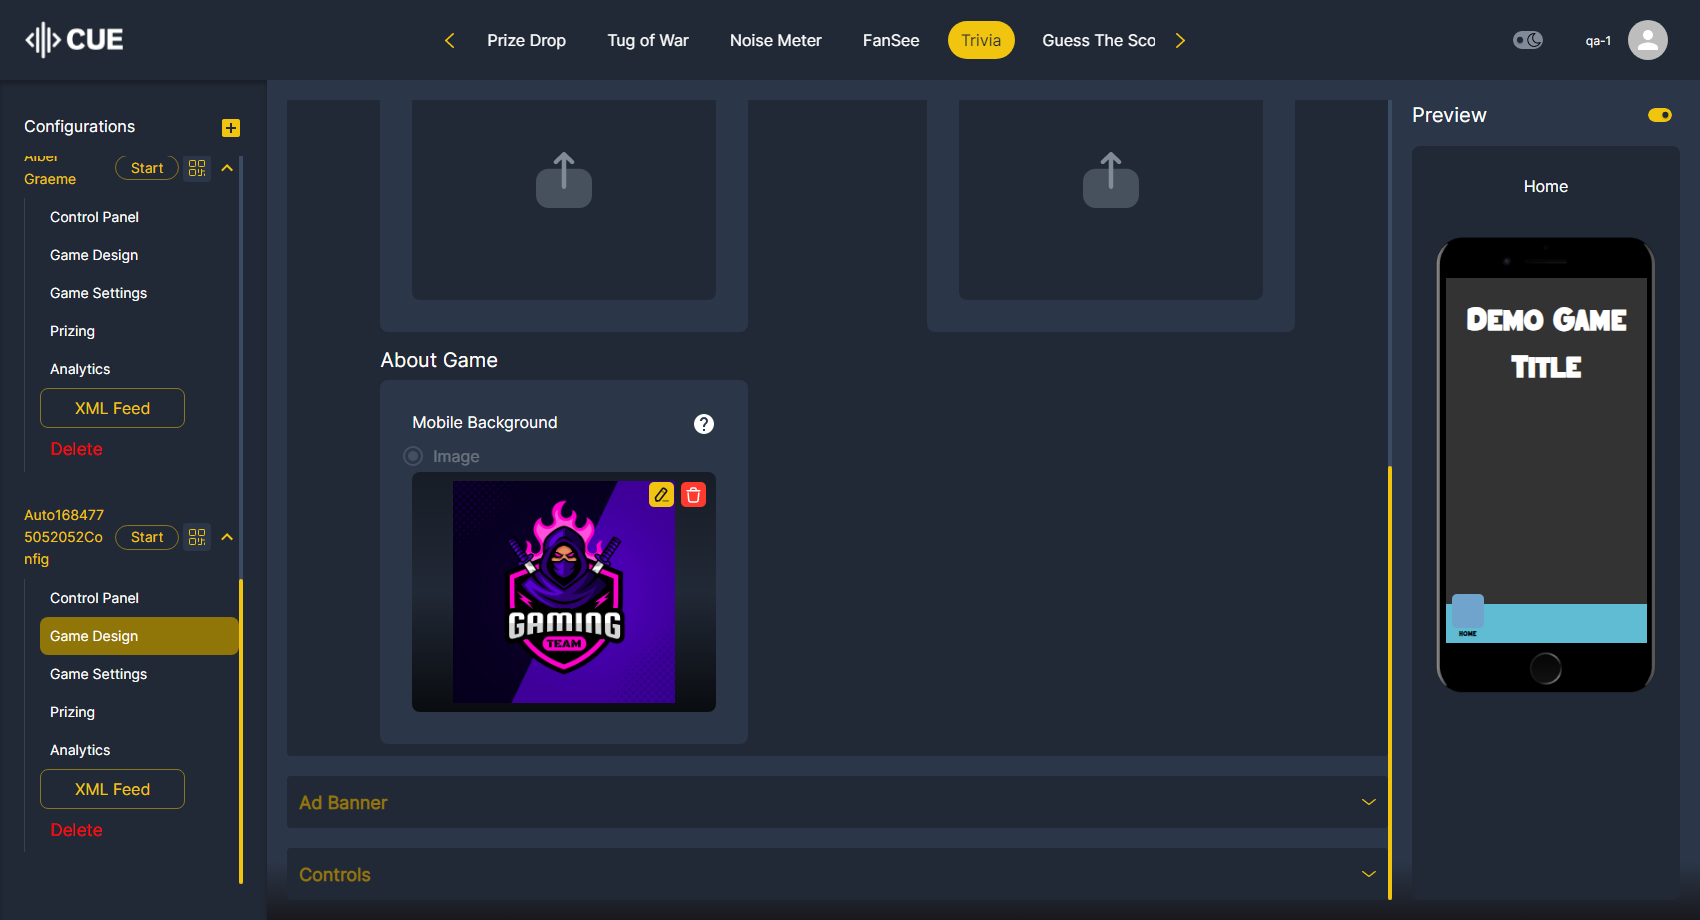 CUE
Prize Drop
Tug of War
Noise Meter
FanSee
Trivia
Guess The Sco
qa-1
Configurations
Alber
Graeme
Start
Control Panel
Game Design
Game Settings
Prizing
Analytics
XML Feed
Delete
Auto168477
5052052Co
nfig
Start
Control Panel
Game Design
Game Settings
Prizing
Analytics
XML Feed
Delete
About Game
Mobile Background
?
Image
GAMING
TEAM
Ad Banner
Controls
Preview
Home
DEMO GAME
TITLE
HOME